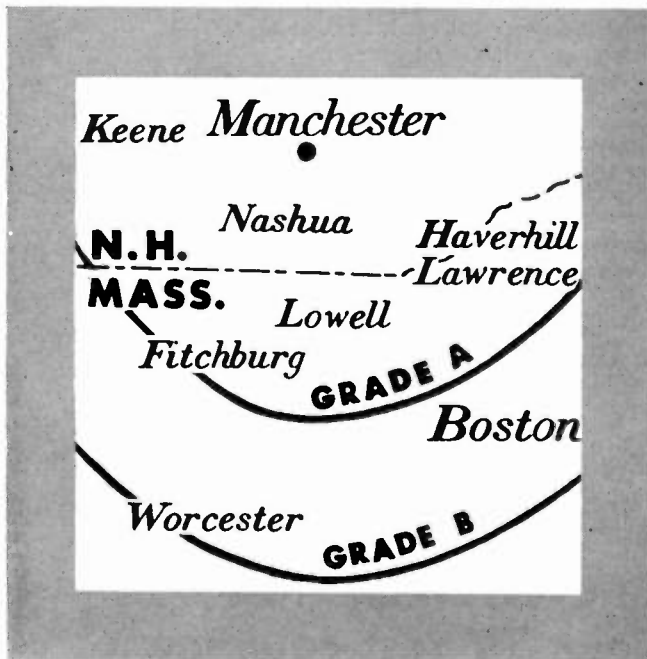 Keene Manchester
Nashua
Haverhill
N.H.
Lawrence
MASS.
Lowell
Fitchburg
GRADE A
Boston
Worcester
GRADE B